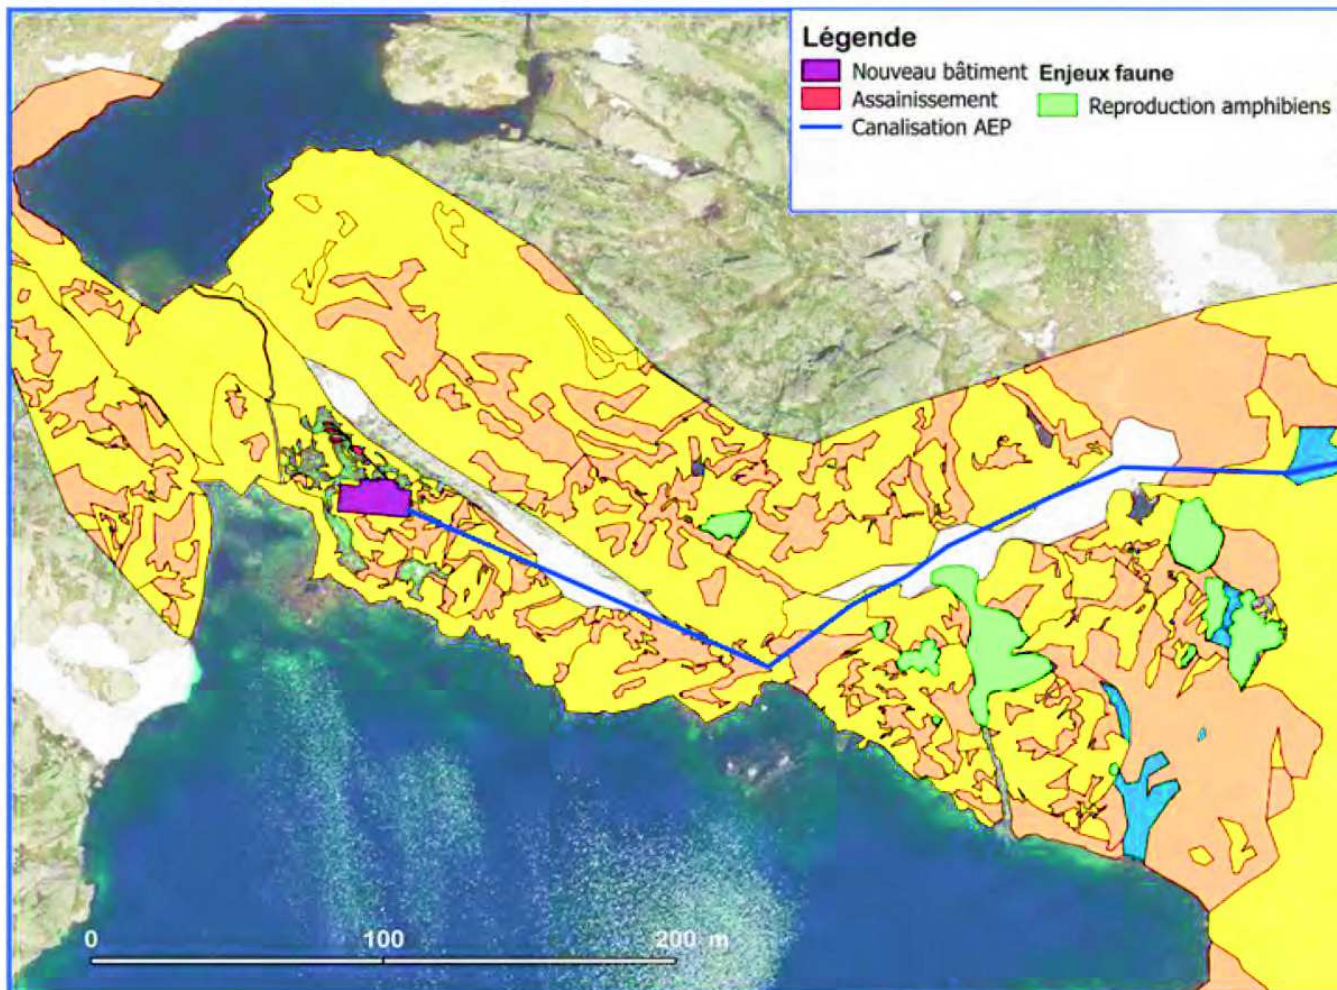 Légende
Nouveau bâtiment Enjeux faune
Assainissement Reproduction amphibiens
Canalisation AEP
0 100 200 m